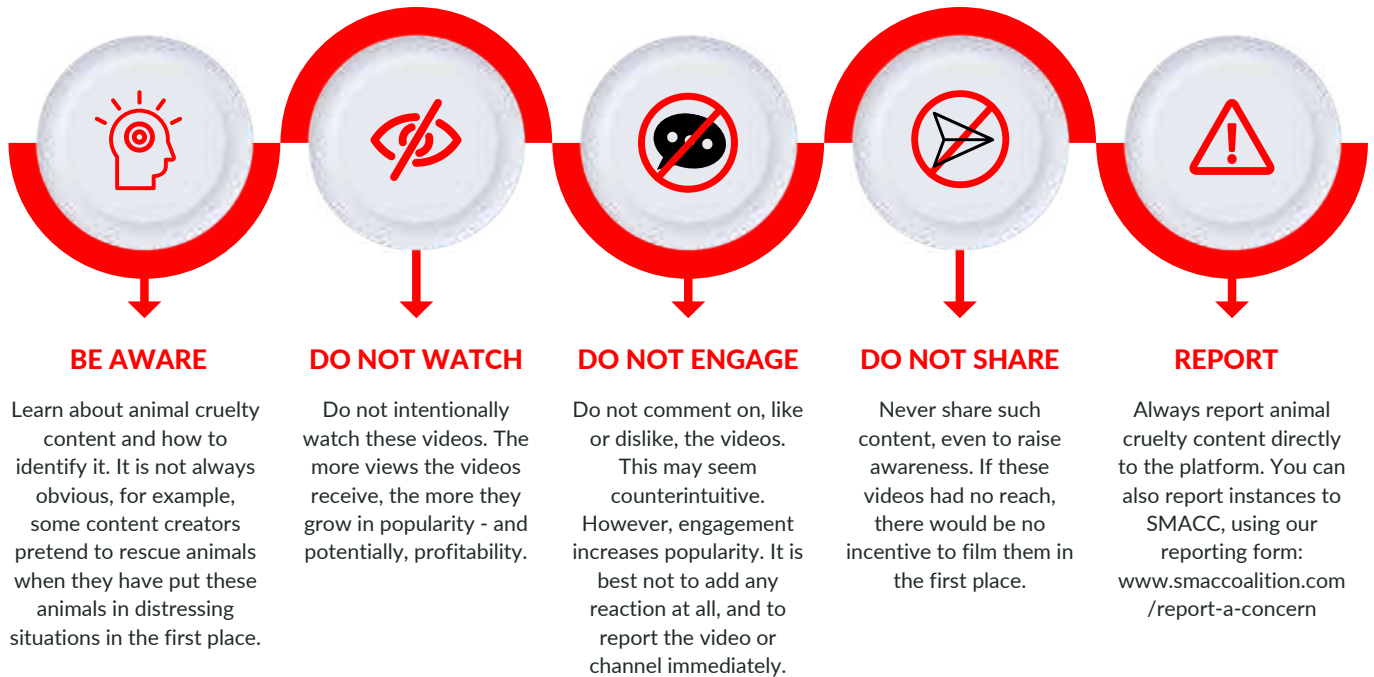 BE AWARE
Learn about animal cruelty
content and how to
identify it. It is not always
obvious, for example,
some content creators
pretend to rescue animals
when they have put these
animals in distressing
situations in the first place.
DO NOT WATCH
Do not intentionally
watch these videos. The
more views the videos
receive, the more they
grow in popularity - and
potentially, profitability.
DO NOT ENGAGE
Do not comment on, like
or dislike, the videos.
This may seem
counterintuitive.
However, engagement
increases popularity. It is
best not to add any
reaction at all, and to
report the video or
channel immediately.
DO NOT SHARE
Never share such
content, even to raise
awareness. If these
videos had no reach,
there would be no
incentive to film them in
the first place.
REPORT
Always report animal
cruelty content directly
to the platform. You can
also report instances to
SMACC, using our
reporting form:
www.smaccoalition.com
/report-a-concern